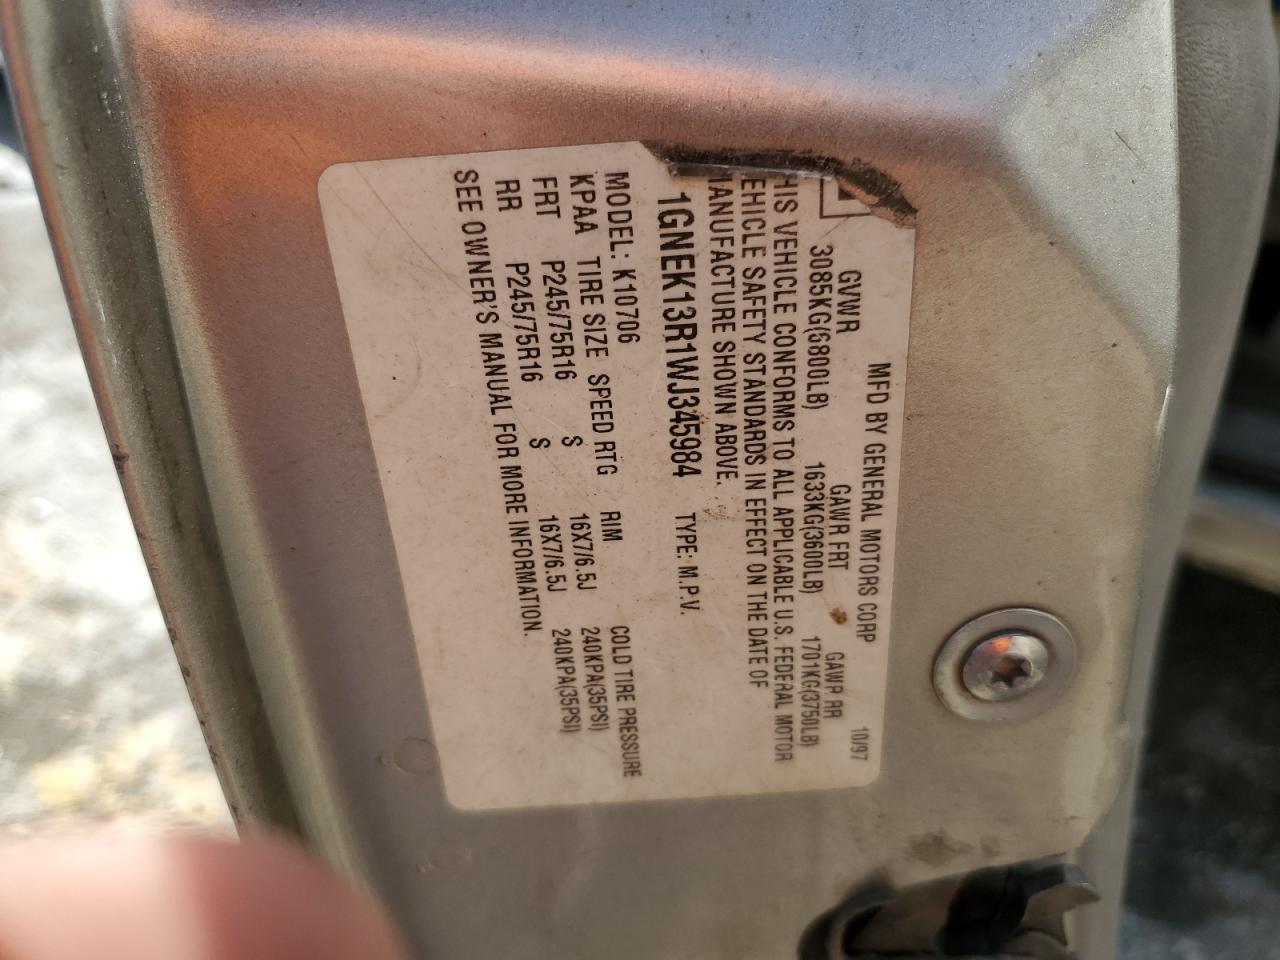 MFD BY GENERAL MOTORS CORP 10/97
GVWR GAWR FRT GAWR RR
3085KG(6800LB) 1633KG(3600LB) 1701KG(3750LB)
HIS VEHICLE CONFORMS TO ALL APPLICABLE U.S. FEDERAL MOTOR
EHICLE SAFETY STANDARDS IN EFFECT ON THE DATE OF
MANUFACTURE SHOWN ABOVE.
1GNEK13R1WJ345984 TYPE: M.P.V.
MODEL: K10706
KPAA TIRE SIZE SPEED RTG RIM COLD TIRE PRESSURE
FRT P245/75R16 S 16X7/6.5J 240KPA(35PSI)
RR P245/75R16 S 16X7/6.5J 240KPA(35PSI)
SEE OWNER'S MANUAL FOR MORE INFORMATION.